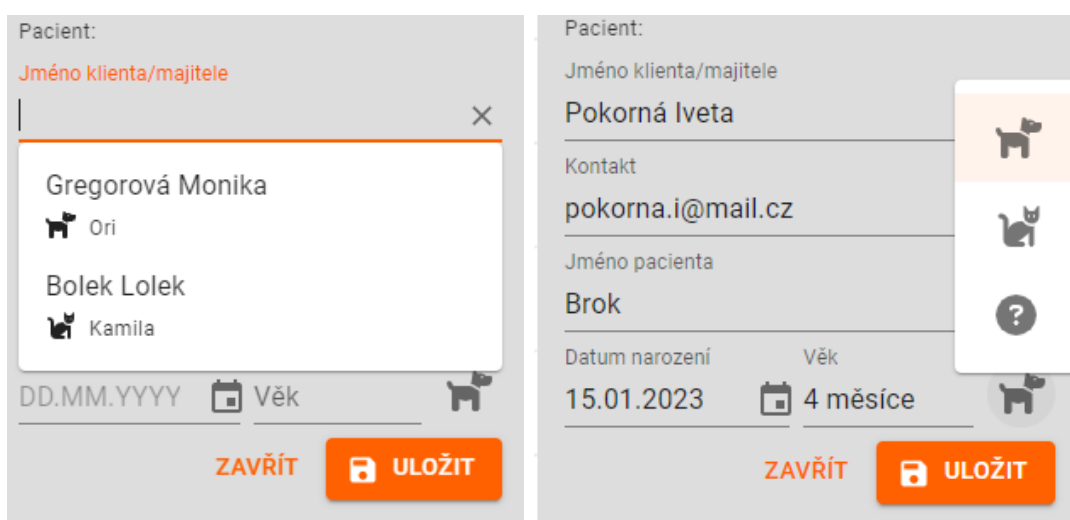 Pacient:
Jméno klienta/majitele
Gregorová Monika
Ori
Bolek Lolek
Kamila
DD.MM.YYYY Věk
ZAVŘÍT ULOŽIT
Pacient:
Jméno klienta/majitele
Pokorná Iveta
Kontakt
pokorna.i@mail.cz
Jméno pacienta
Brok
Datum narození Věk
15.01.2023 4 měsíce
ZAVŘÍT ULOŽIT